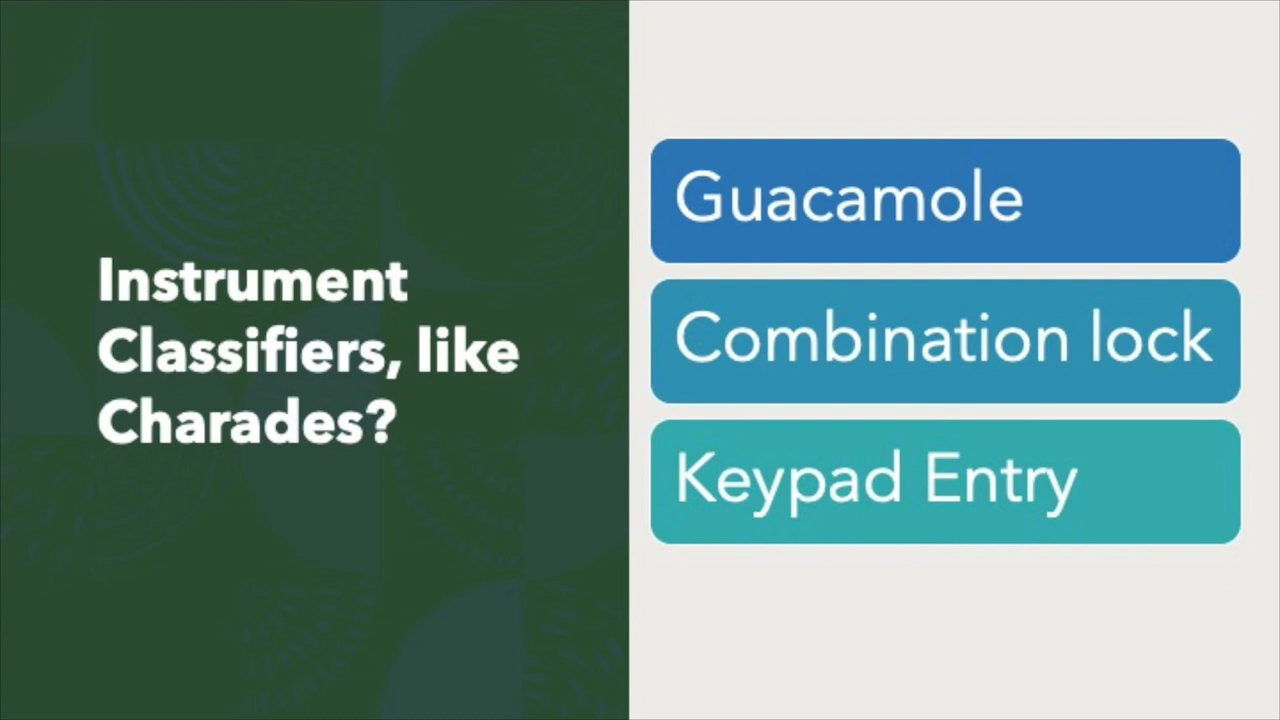 Instrument
Classifiers, like
Charades?
Guacamole
Combination lock
Keypad Entry